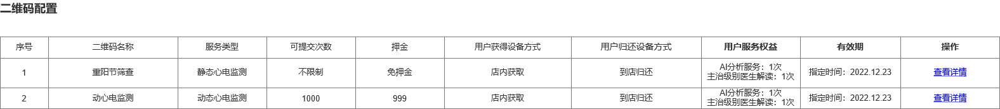 二维码配置
序号 二维码名称 服务类型 可提交次数 押金 用户获得设备方式 用户归还设备方式 用户服务权益 有效期 操作
1 重阳节筛查 静态心电监测 不限制 免押金 店内获取 到店归还 AI分析服务：1次 指定时间：2022.12.23 查看详情
主治级别医生解读：1次
2 动心电监测 动态心电监测 1000 999 店内获取 到店归还 AI分析服务：1次 指定时间：2022.12.23 查看详情
主治级别医生解读：1次